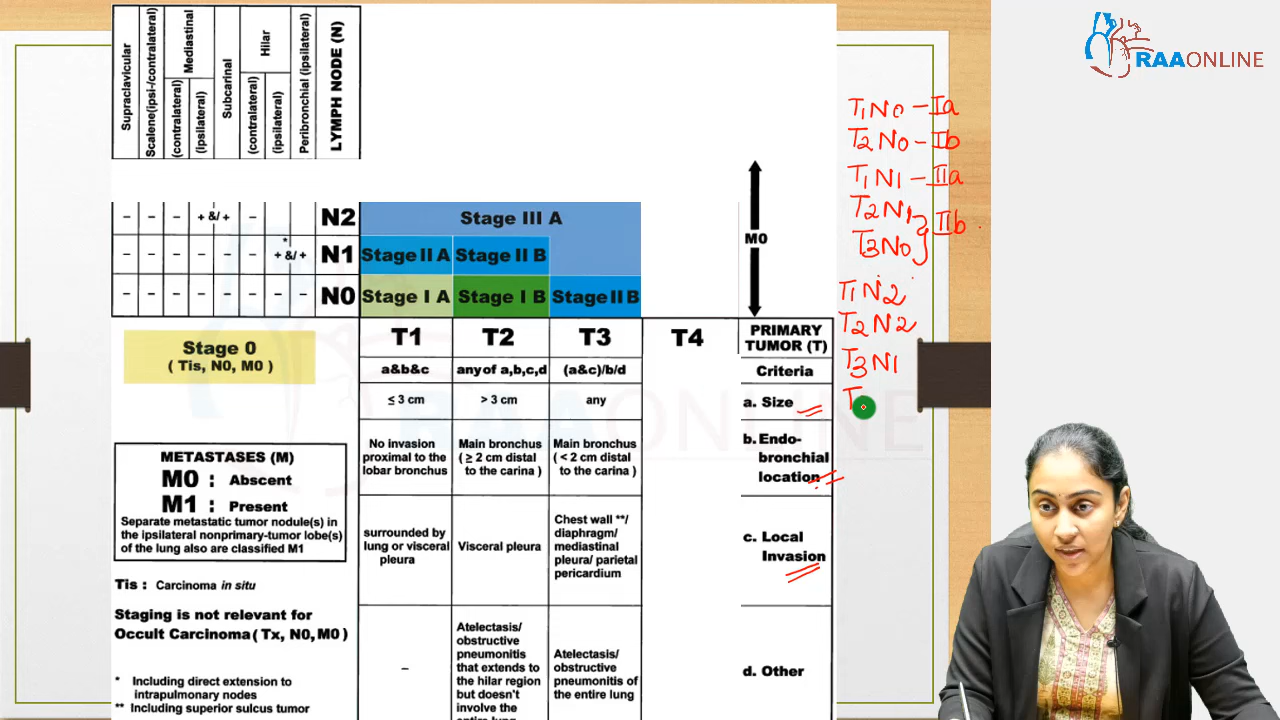 Supraclavicular
Scalene(ipsi-/contralateral)
Mediastinal
(contralateral)
(ipsilateral)
Subcarinal
Hilar
(contralateral)
(ipsilateral)
Peribronchial (ipsilateral)
LYMPH NODE (N)
RAAONLINE
– – – + &/ + – N2 Stage III A
– – – – – – * + &/ + N1 Stage II A Stage II B
– – – – – – – – N0 Stage I A Stage I B Stage II B
M0
T1N0 – Ia
T2N0 – Ib
T1N1 – IIa
T2N1 } IIb
T3N0
T1N2
T2N2
T3N1
T
Stage 0
( Tis, N0, M0 )
T1 T2 T3 T4 PRIMARY
TUMOR (T)
a&b&c any of a,b,c,d (a&c)/b/d Criteria
≤ 3 cm > 3 cm any a. Size
No invasion
proximal to the
lobar bronchus
Main bronchus
( ≥ 2 cm distal
to the carina )
Main bronchus
( < 2 cm distal
to the carina )
b. Endo-
bronchial
location
surrounded by
lung or visceral
pleura
Visceral pleura
Chest wall **/
diaphragm/
mediastinal
pleura/ parietal
pericardium
c. Local
Invasion
–
Atelectasis/
obstructive
pneumonitis
that extends to
the hilar region
but doesn't
involve the
entire lung
Atelectasis/
obstructive
pneumonitis of
the entire lung
d. Other
METASTASES (M)
M0 : Abscent
M1 : Present
Separate metastatic tumor nodule(s) in
the ipsilateral nonprimary-tumor lobe(s)
of the lung also are classified M1
Tis : Carcinoma in situ
Staging is not relevant for
Occult Carcinoma ( Tx, N0, M0 )
* Including direct extension to
intrapulmonary nodes
** Including superior sulcus tumor
RAAONLINE